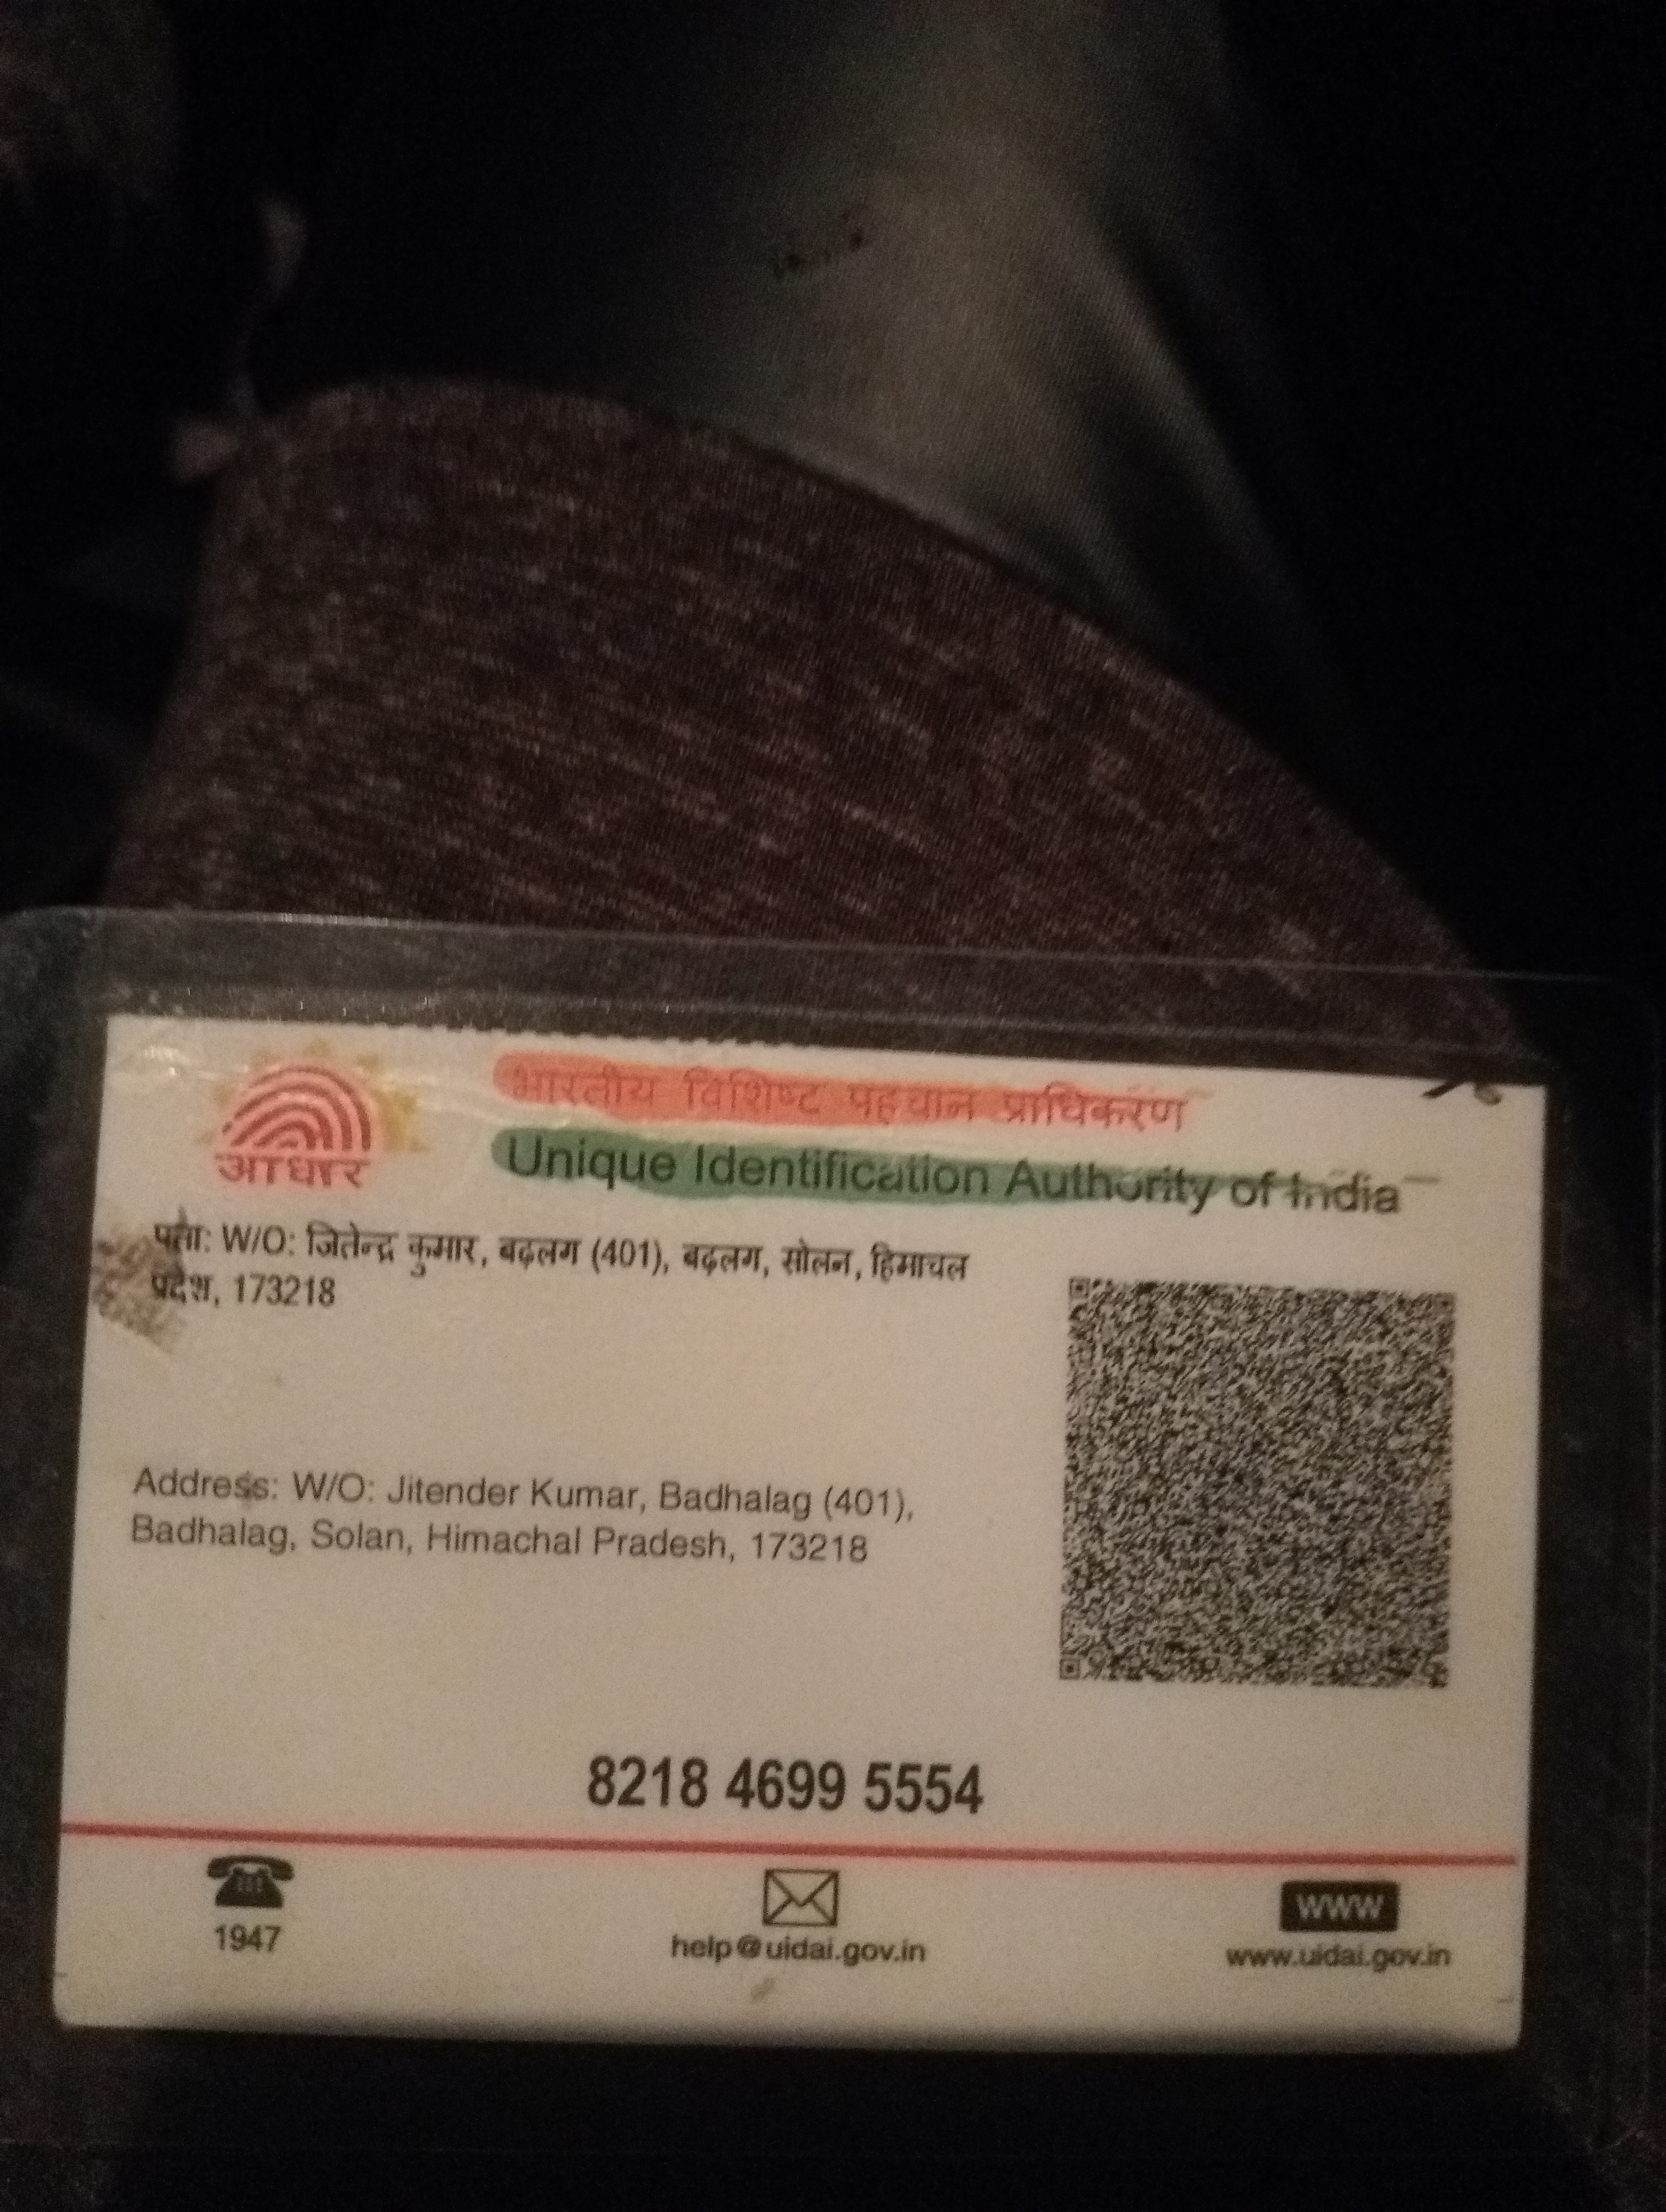 भारतीय विशिष्ट पहचान प्राधिकरण
आधार
Unique Identification Authority of India
पता: W/O: जितेन्द्र कुमार, बढ़लग (401), बढ़लग, सोलन, हिमाचल
प्रदेश, 173218
Address: W/O: Jitender Kumar, Badhalag (401),
Badhalag, Solan, Himachal Pradesh, 173218
8218 4699 5554
1947
help@uidai.gov.in
WWW
www.uidai.gov.in